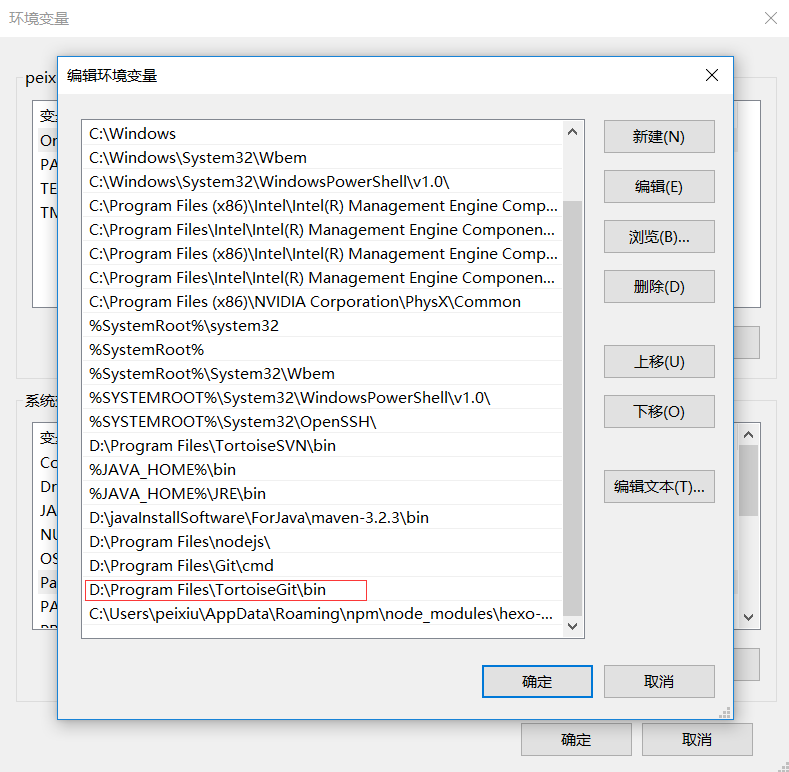 环境变量
编辑环境变量
peix
变
On
PA
TE
TM
C:\Windows
C:\Windows\System32\Wbem
C:\Windows\System32\WindowsPowerShell\v1.0\
C:\Program Files (x86)\Intel\Intel(R) Management Engine Comp...
C:\Program Files\Intel\Intel(R) Management Engine Componen...
C:\Program Files (x86)\Intel\Intel(R) Management Engine Comp...
C:\Program Files\Intel\Intel(R) Management Engine Componen...
C:\Program Files (x86)\NVIDIA Corporation\PhysX\Common
%SystemRoot%\system32
%SystemRoot%
%SystemRoot%\System32\Wbem
%SYSTEMROOT%\System32\WindowsPowerShell\v1.0\
%SYSTEMROOT%\System32\OpenSSH\
D:\Program Files\TortoiseSVN\bin
%JAVA_HOME%\bin
%JAVA_HOME%\JRE\bin
D:\javaInstallSoftware\ForJava\maven-3.2.3\bin
D:\Program Files\nodejs\
D:\Program Files\Git\cmd
D:\Program Files\TortoiseGit\bin
C:\Users\peixiu\AppData\Roaming\npm\node_modules\hexo-...
新建(N)
编辑(E)
浏览(B)...
删除(D)
上移(U)
下移(O)
编辑文本(T)...
系统
变
Co
Dr
JA
NU
OS
Pa
PA
确定
取消
确定
取消